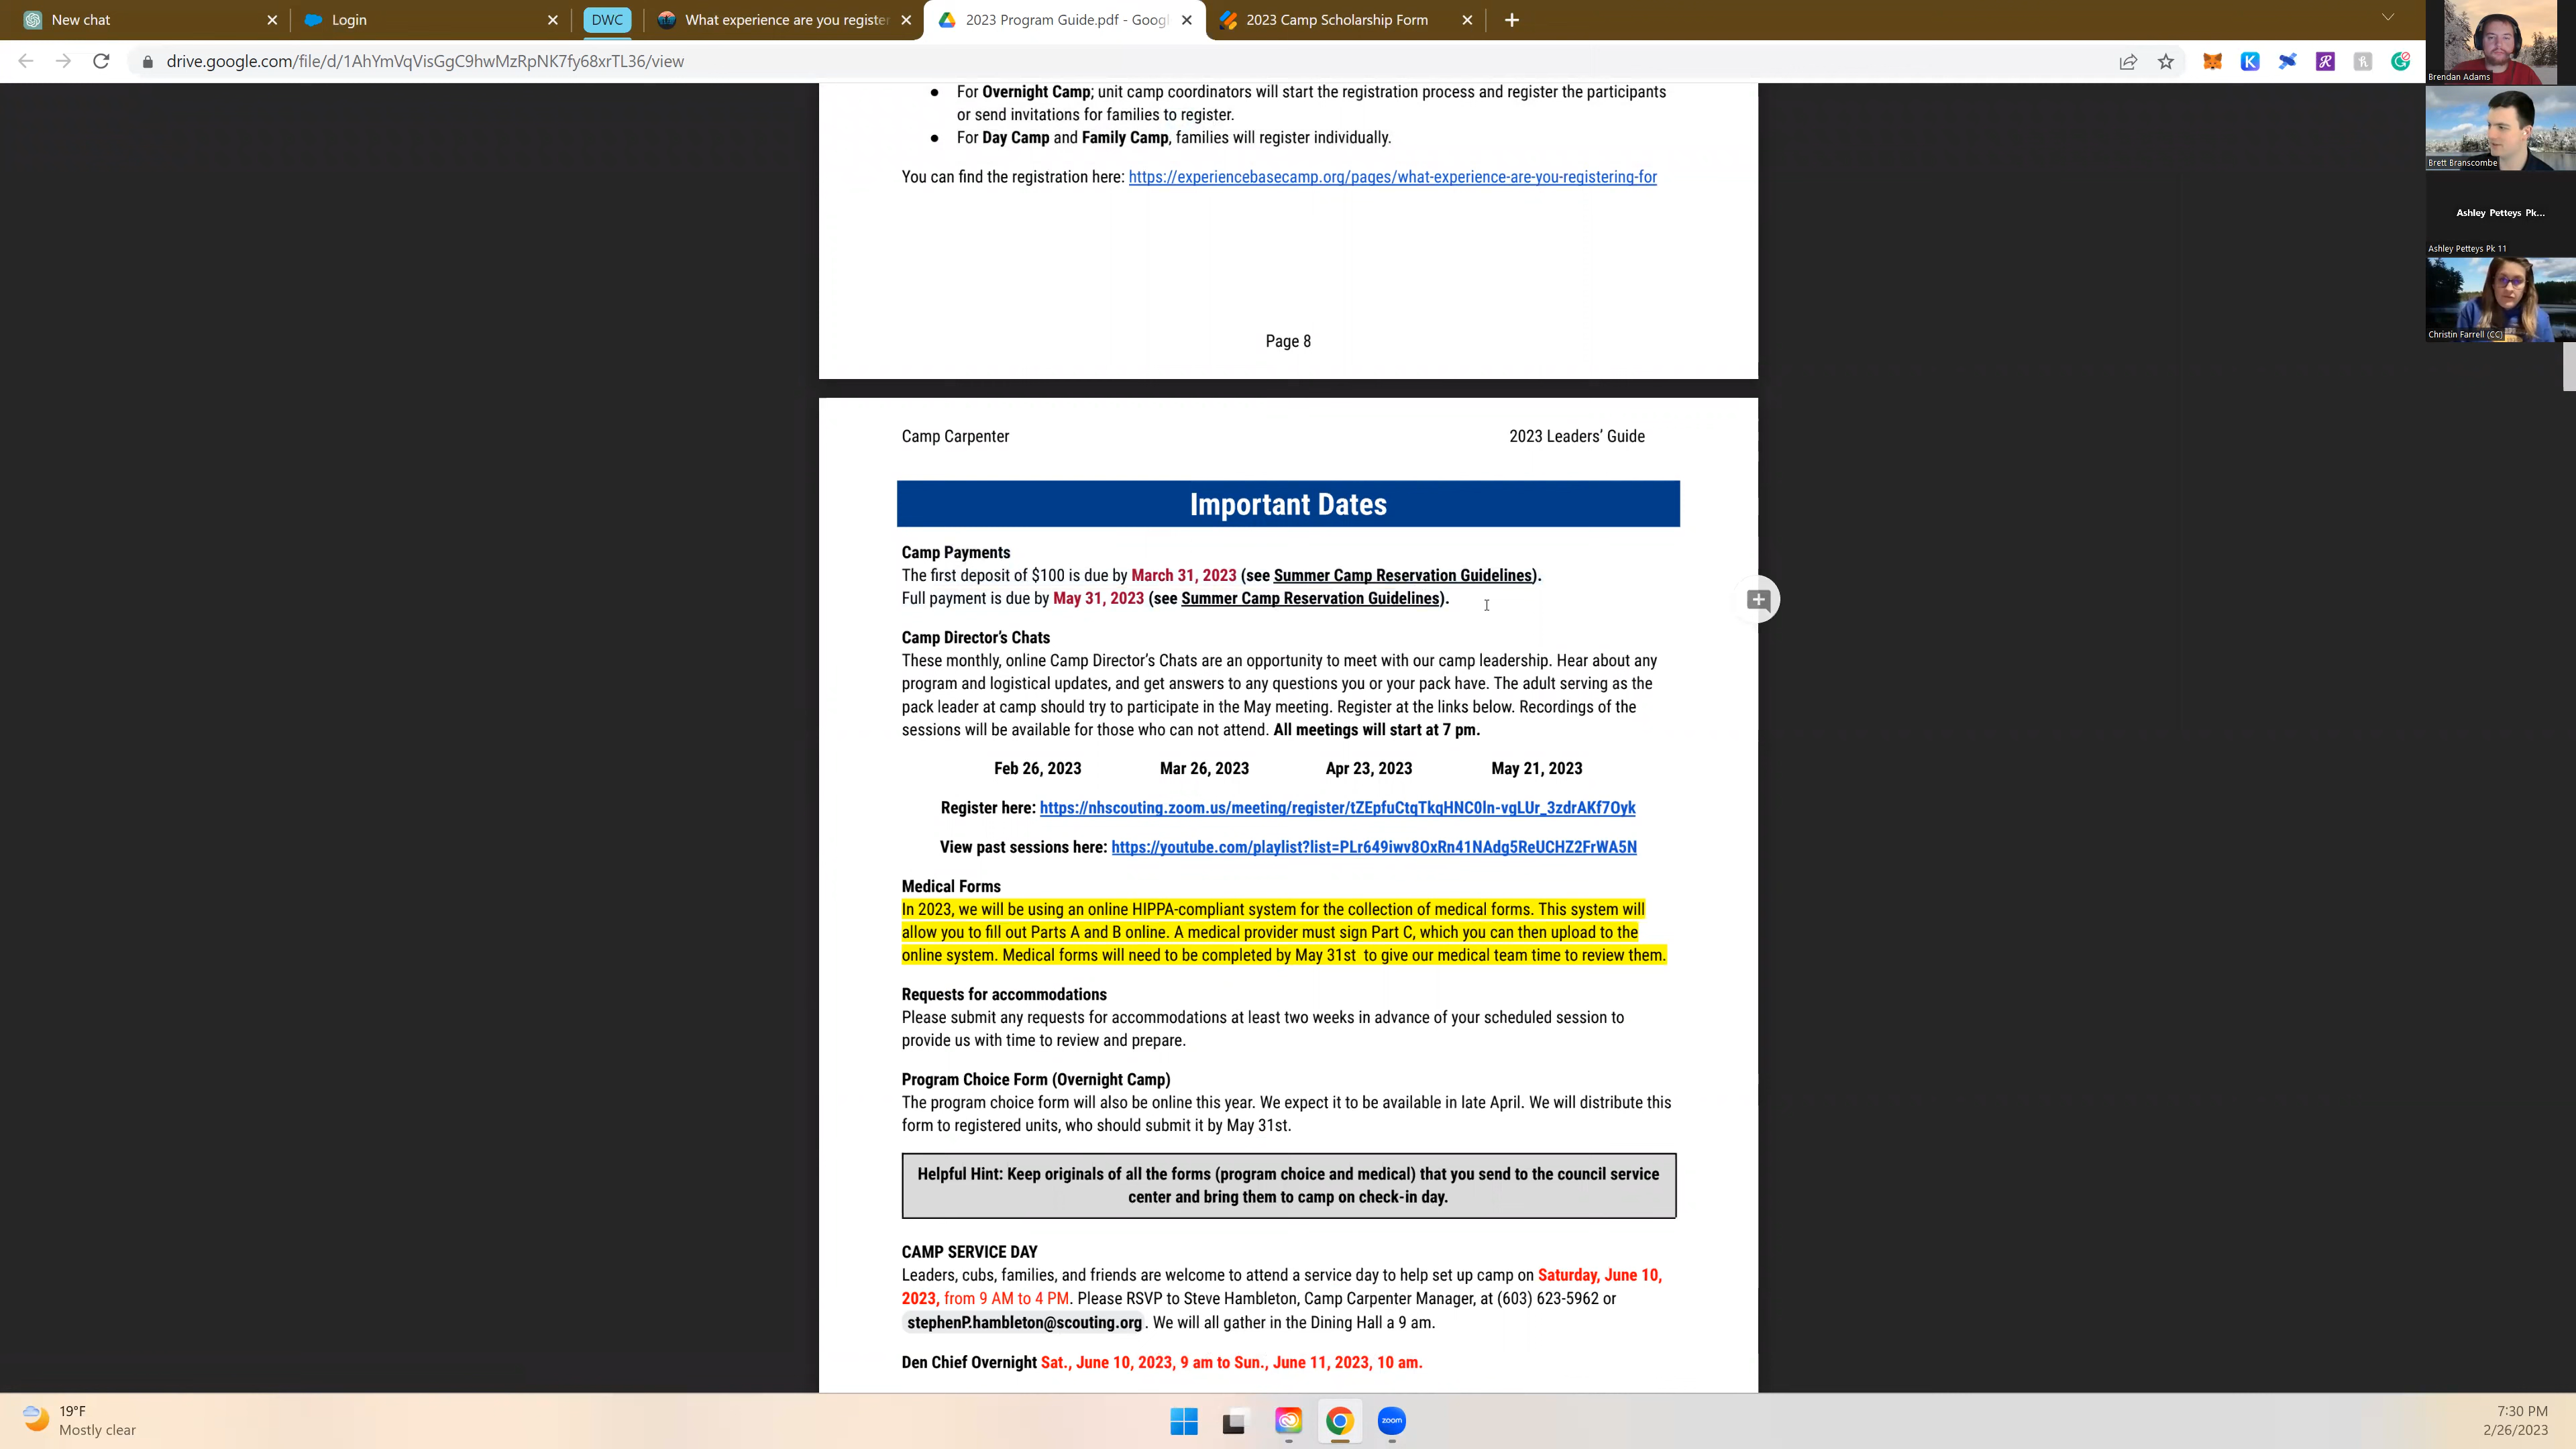 New chat
Login
DWC
What experience are you register
2023 Program Guide.pdf - Googl
2023 Camp Scholarship Form
drive.google.com/file/d/1AhYmVqVisGgC9hwMzRpNK7fy68xrTL36/view
Brendan Adams
Brett Branscombe
Ashley Petteys Pk...
Ashley Petteys Pk 11
Christin Farrell (CC)
● For Overnight Camp; unit camp coordinators will start the registration process and register the participants
or send invitations for families to register.
● For Day Camp and Family Camp, families will register individually.
You can find the registration here: https://experiencebasecamp.org/pages/what-experience-are-you-registering-for
Page 8
Camp Carpenter 2023 Leaders' Guide
Important Dates
Camp Payments
The first deposit of $100 is due by March 31, 2023 (see Summer Camp Reservation Guidelines).
Full payment is due by May 31, 2023 (see Summer Camp Reservation Guidelines).
Camp Director's Chats
These monthly, online Camp Director's Chats are an opportunity to meet with our camp leadership. Hear about any
program and logistical updates, and get answers to any questions you or your pack have. The adult serving as the
pack leader at camp should try to participate in the May meeting. Register at the links below. Recordings of the
sessions will be available for those who can not attend. All meetings will start at 7 pm.
Feb 26, 2023 Mar 26, 2023 Apr 23, 2023 May 21, 2023
Register here: https://nhscouting.zoom.us/meeting/register/tZEpfuCtqTkqHNC0ln-vgLUr_3zdrAKf7Oyk
View past sessions here: https://youtube.com/playlist?list=PLr649iwv8OxRn41NAdg5ReUCHZ2FrWA5N
Medical Forms
In 2023, we will be using an online HIPPA-compliant system for the collection of medical forms. This system will
allow you to fill out Parts A and B online. A medical provider must sign Part C, which you can then upload to the
online system. Medical forms will need to be completed by May 31st to give our medical team time to review them.
Requests for accommodations
Please submit any requests for accommodations at least two weeks in advance of your scheduled session to
provide us with time to review and prepare.
Program Choice Form (Overnight Camp)
The program choice form will also be online this year. We expect it to be available in late April. We will distribute this
form to registered units, who should submit it by May 31st.
Helpful Hint: Keep originals of all the forms (program choice and medical) that you send to the council service
center and bring them to camp on check-in day.
CAMP SERVICE DAY
Leaders, cubs, families, and friends are welcome to attend a service day to help set up camp on Saturday, June 10,
2023, from 9 AM to 4 PM. Please RSVP to Steve Hambleton, Camp Carpenter Manager, at (603) 623-5962 or
stephenP.hambleton@scouting.org. We will all gather in the Dining Hall a 9 am.
Den Chief Overnight Sat., June 10, 2023, 9 am to Sun., June 11, 2023, 10 am.
19°F
Mostly clear
zoom
7:30 PM
2/26/2023